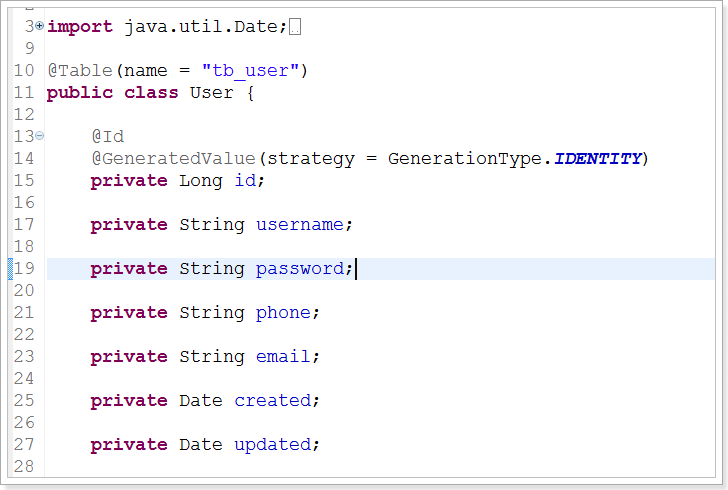 3 import java.util.Date;
9
10 @Table(name = "tb_user")
11 public class User {
12
13 @Id
14 @GeneratedValue(strategy = GenerationType.IDENTITY)
15 private Long id;
16
17 private String username;
18
19 private String password;
20
21 private String phone;
22
23 private String email;
24
25 private Date created;
26
27 private Date updated;
28